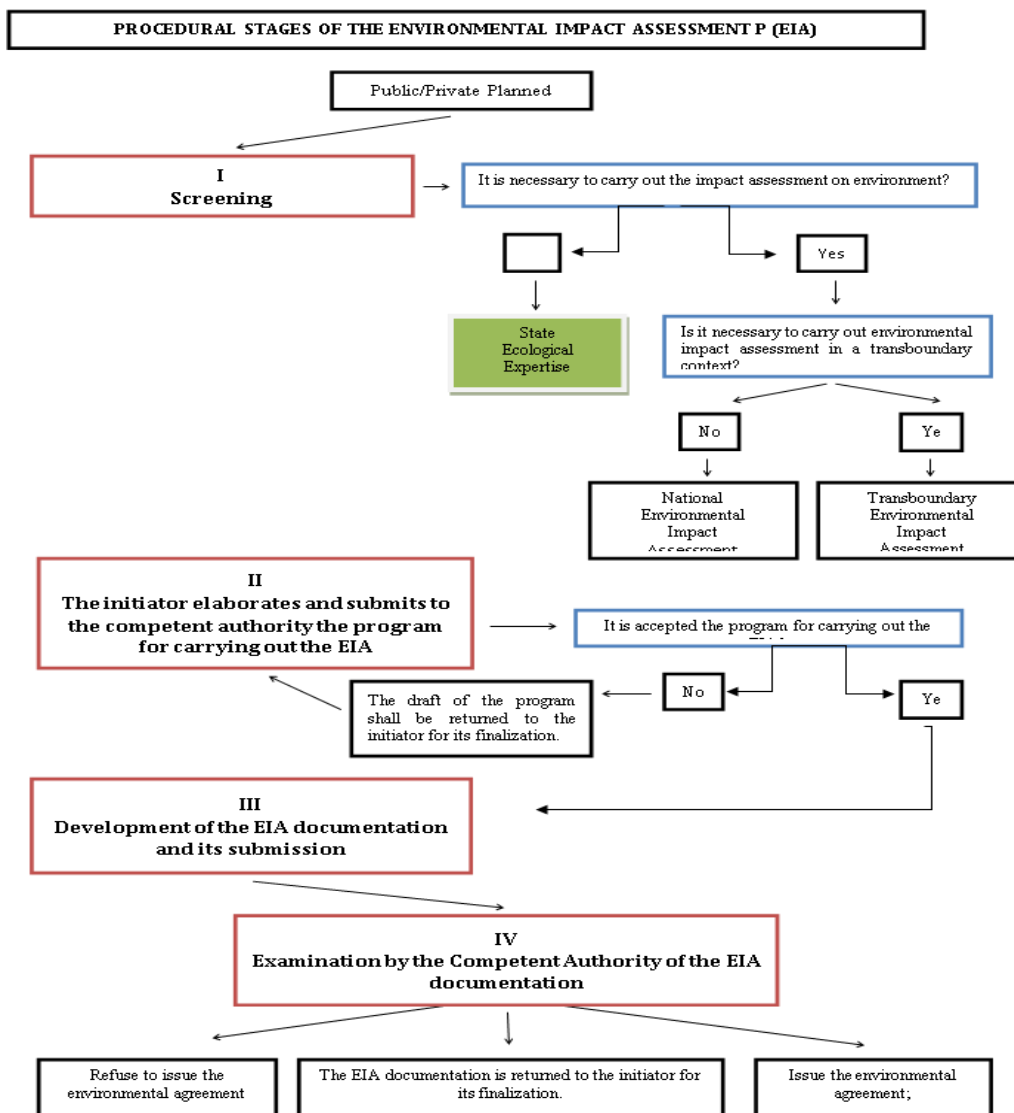 PROCEDURAL STAGES OF THE ENVIRONMENTAL IMPACT ASSESSMENT P (EIA)
Public/Private Planned
I
Screening
It is necessary to carry out the impact assessment on environment?
Yes
State
Ecological
Expertise
Is it necessary to carry out environmental
impact assessment in a transboundary
context?
No
Ye
National
Environmental
Impact
Assessment
Transboundary
Environmental
Impact
Assessment
II
The initiator elaborates and submits to
the competent authority the program
for carrying out the EIA
It is accepted the program for carrying out the
No
Ye
The draft of the program
shall be returned to the
initiator for its finalization.
III
Development of the EIA documentation
and its submission
IV
Examination by the Competent Authority of the EIA
documentation
Refuse to issue the
environmental agreement
The EIA documentation is returned to the initiator for
its finalization.
Issue the environmental
agreement;